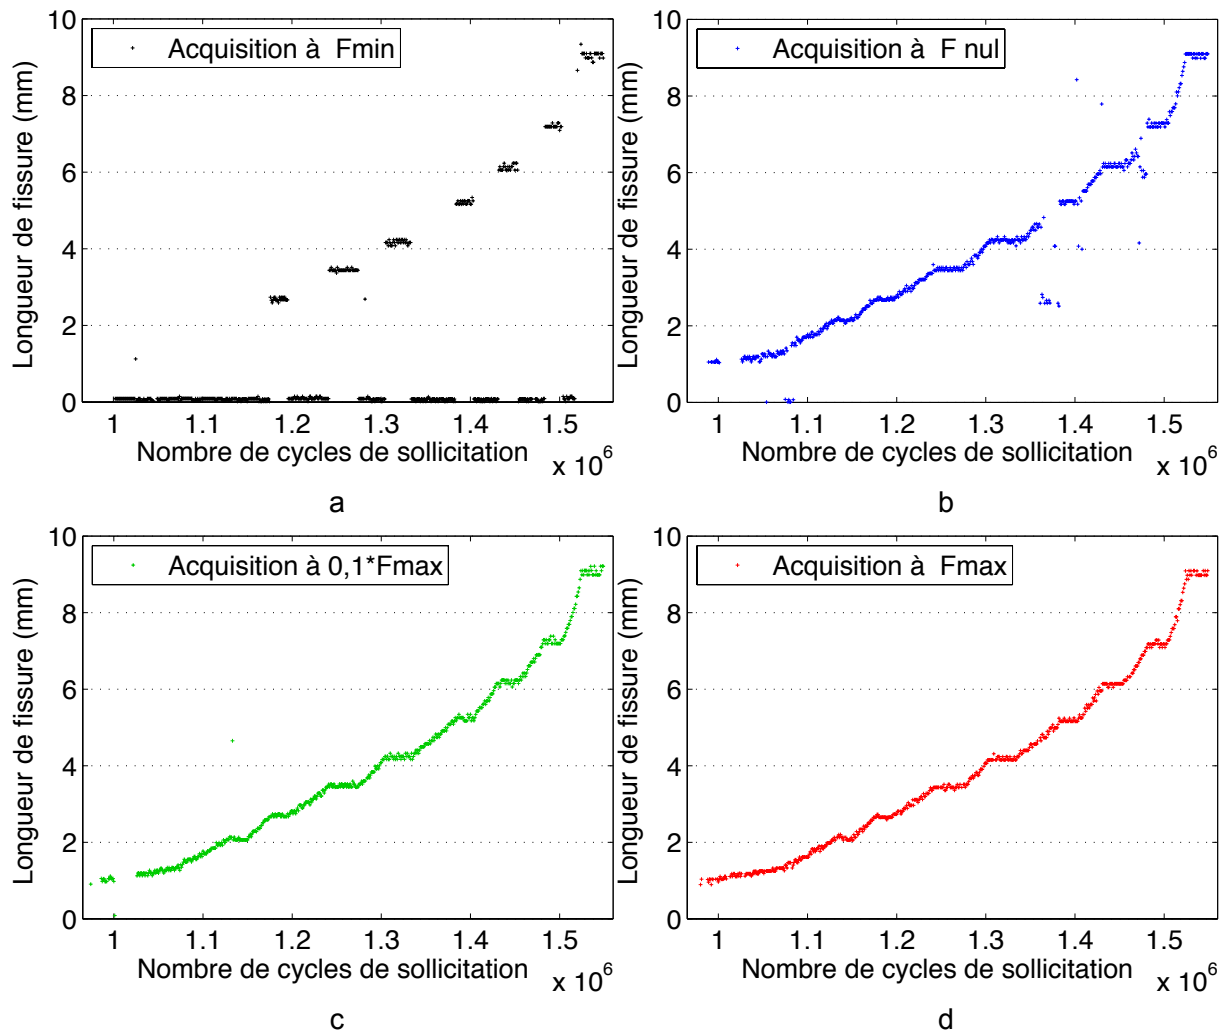 Acquisition à Fmin
Longueur de fissure (mm)
10
8
6
4
2
0
1 1.1 1.2 1.3 1.4 1.5
Nombre de cycles de sollicitation
x 10^6
a
Acquisition à F nul
Longueur de fissure (mm)
10
8
6
4
2
0
1 1.1 1.2 1.3 1.4 1.5
Nombre de cycles de sollicitation
x 10^6
b
Acquisition à 0,1*Fmax
Longueur de fissure (mm)
10
8
6
4
2
0
1 1.1 1.2 1.3 1.4 1.5
Nombre de cycles de sollicitation
x 10^6
c
Acquisition à Fmax
Longueur de fissure (mm)
10
8
6
4
2
0
1 1.1 1.2 1.3 1.4 1.5
Nombre de cycles de sollicitation
x 10^6
d